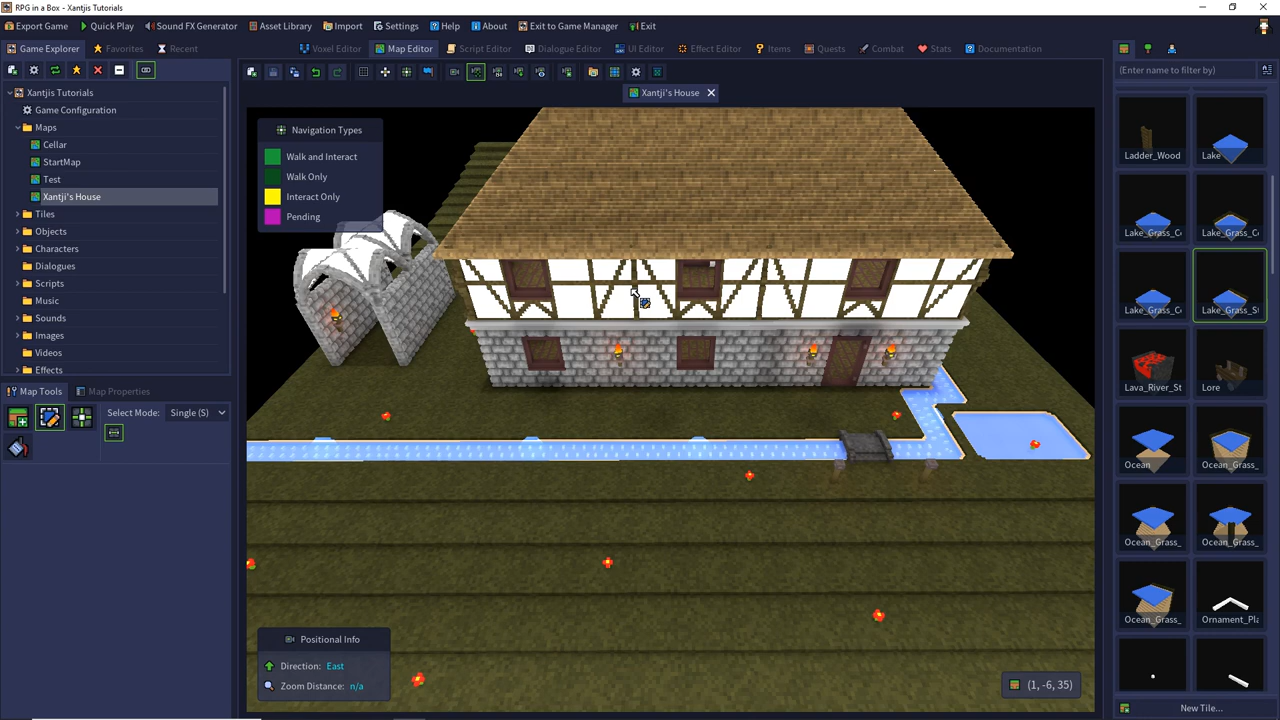 RPG in a Box - Xantjis Tutorials
Export Game Quick Play Sound FX Generator Asset Library Import Settings Help About Exit to Game Manager Exit
Game Explorer Favorites Recent Voxel Editor Map Editor Script Editor Dialogue Editor UI Editor Effect Editor Items Quests Combat Stats Documentation
(Enter name to filter by)
Xantji's House
Xantjis Tutorials
Game Configuration
Maps
Cellar
StartMap
Test
Xantji's House
Tiles
Objects
Characters
Dialogues
Scripts
Music
Sounds
Images
Videos
Effects
Map Tools Map Properties
Select Mode: Single (S)
Navigation Types
Walk and Interact
Walk Only
Interact Only
Pending
Positional Info
Direction: East
Zoom Distance: n/a
(1, -6, 35)
Ladder_Wood Lake
Lake_Grass_Co Lake_Grass_Co
Lake_Grass_Co Lake_Grass_St
Lava_River_St Lore
Ocean Ocean_Grass_
Ocean_Grass_ Ocean_Grass_
Ocean_Grass_ Ornament_Pla
New Tile...